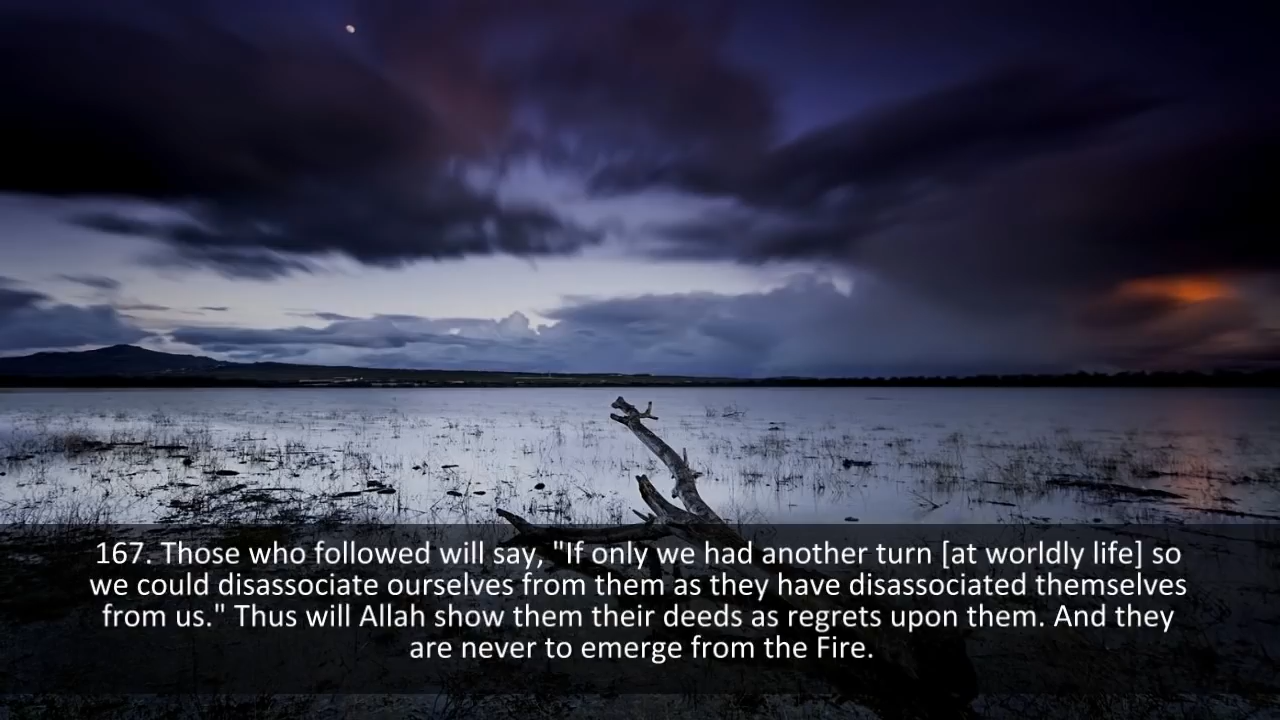 167. Those who followed will say, "If only we had another turn [at worldly life] so
we could disassociate ourselves from them as they have disassociated themselves
from us." Thus will Allah show them their deeds as regrets upon them. And they
are never to emerge from the Fire.